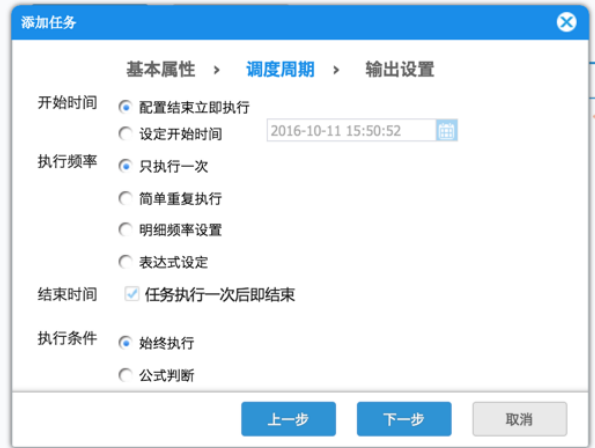 添加任务
基本属性 > 调度周期 > 输出设置
开始时间 配置结束立即执行
设定开始时间 2016-10-11 15:50:52
执行频率 只执行一次
简单重复执行
明细频率设置
表达式设定
结束时间 任务执行一次后即结束
执行条件 始终执行
公式判断
上一步 下一步 取消